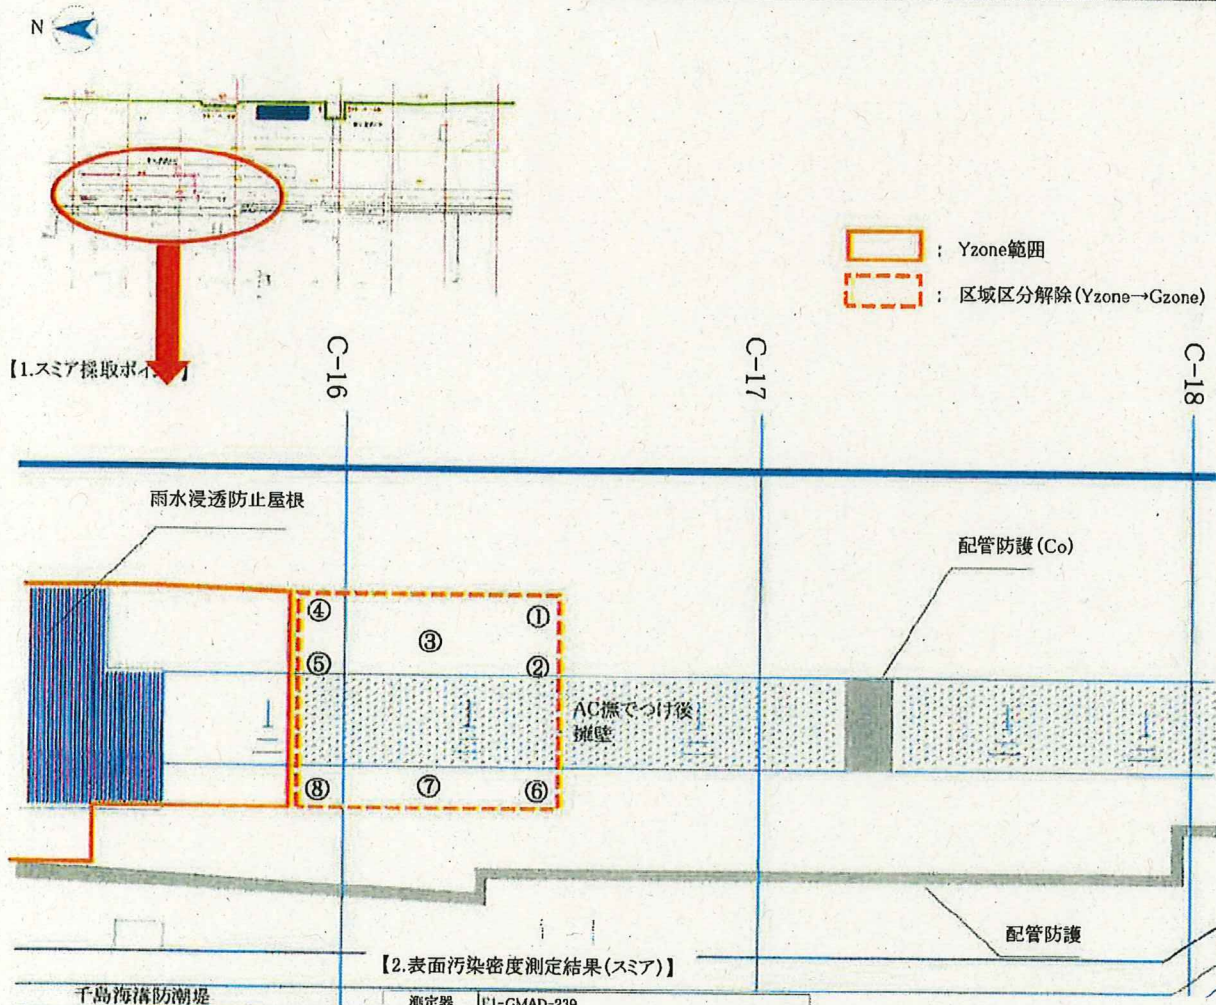 N
: Yzone範囲
: 区域区分解除(Yzone→Gzone)
【1.スミア採取ポイ】
C-16
C-17
C-18
雨水浸透防止屋根
配管防護(Co)
④
①
③
⑤
②
AC撫でつけ後
擁壁
⑧
⑦
⑥
配管防護
【2.表面汚染密度測定結果(スミア)】
千島海溝防潮堤
測定器 F1-GMAD-239